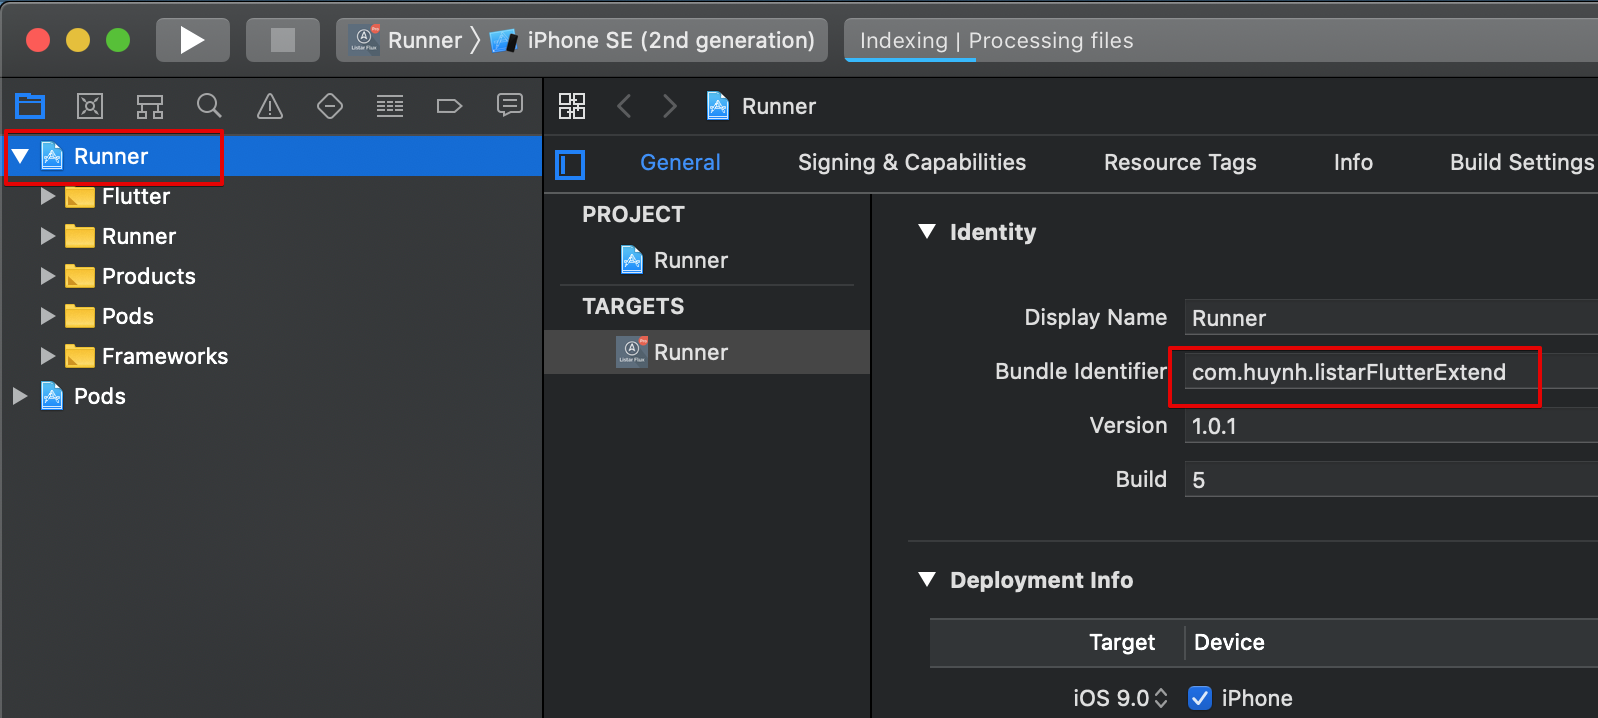 Runner
iPhone SE (2nd generation)
Indexing | Processing files
Runner
Runner
Flutter
Runner
Products
Pods
Frameworks
Pods
General
Signing & Capabilities
Resource Tags
Info
Build Settings
PROJECT
Runner
TARGETS
Runner
Identity
Display Name Runner
Bundle Identifier com.huynh.listarFlutterExtend
Version 1.0.1
Build 5
Deployment Info
Target Device
iOS 9.0 iPhone